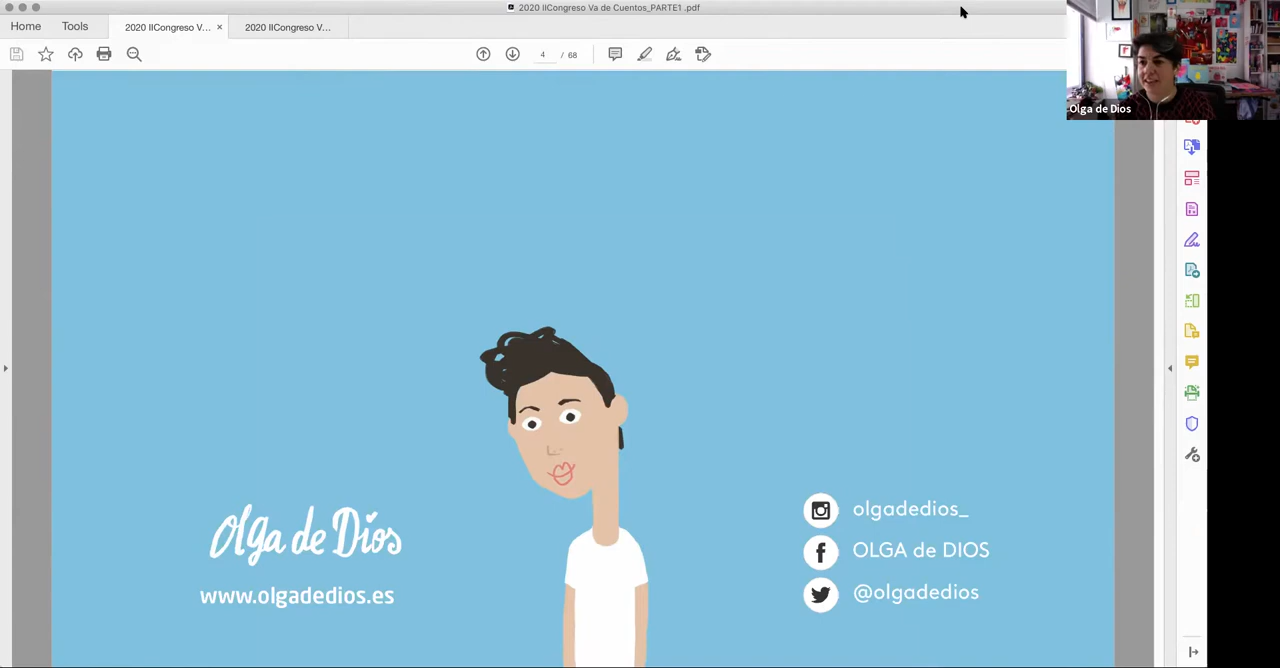 2020 IICongreso Va de Cuentos_PARTE1 .pdf
Home Tools 2020 IICongreso V... × 2020 IICongreso V...
4 / 68
Olga de Dios
Olga de Dios
www.olgadedios.es
olgadedios_
OLGA de DIOS
@olgadedios